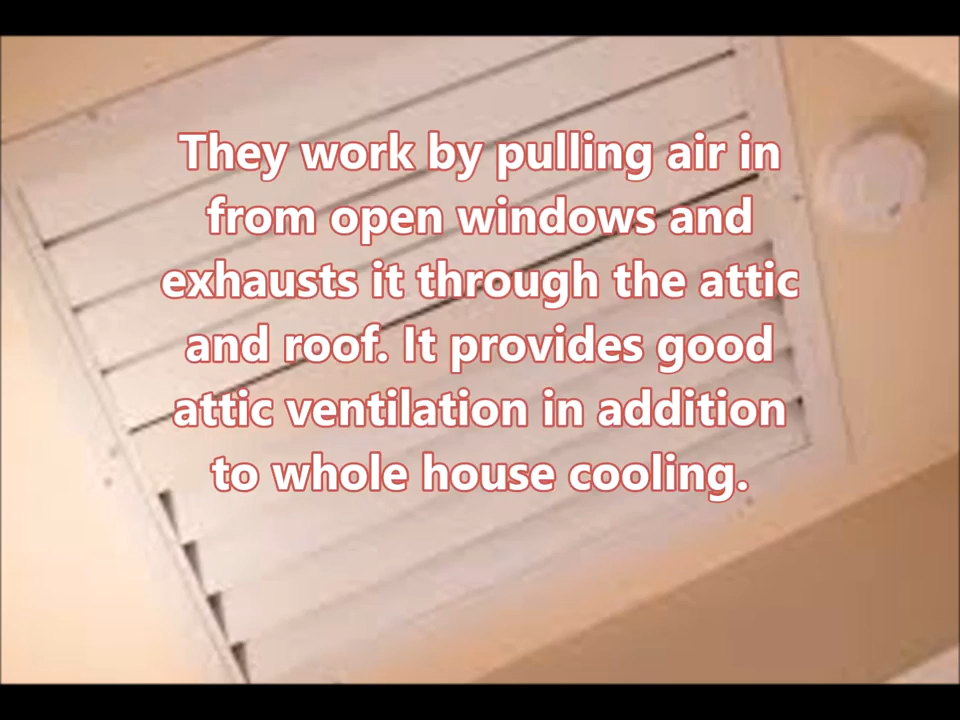 They work by pulling air in
from open windows and
exhausts it through the attic
and roof. It provides good
attic ventilation in addition
to whole house cooling.